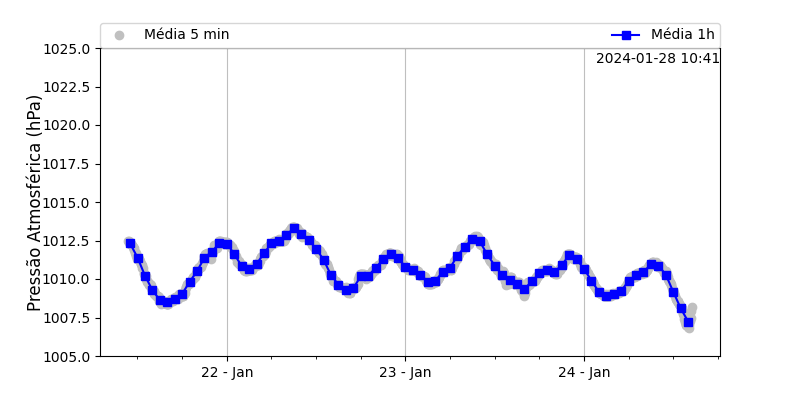 Média 5 min
Média 1h
2024-01-28 10:41
Pressão Atmosférica (hPa)
1025.0
1022.5
1020.0
1017.5
1015.0
1012.5
1010.0
1007.5
1005.0
22 - Jan
23 - Jan
24 - Jan